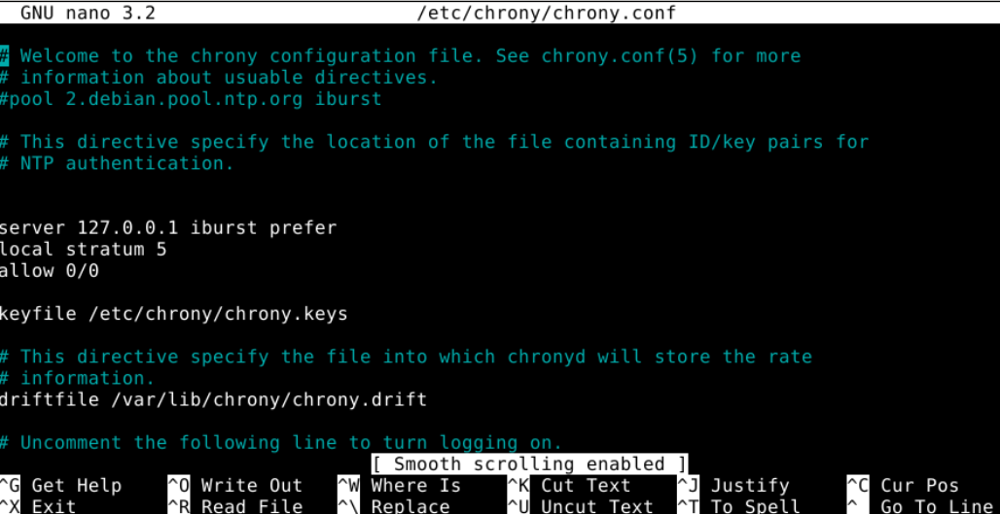 GNU nano 3.2 /etc/chrony/chrony.conf
# Welcome to the chrony configuration file. See chrony.conf(5) for more
# information about usuable directives.
#pool 2.debian.pool.ntp.org iburst
# This directive specify the location of the file containing ID/key pairs for
# NTP authentication.
server 127.0.0.1 iburst prefer
local stratum 5
allow 0/0
keyfile /etc/chrony/chrony.keys
# This directive specify the file into which chronyd will store the rate
# information.
driftfile /var/lib/chrony/chrony.drift
# Uncomment the following line to turn logging on.
[ Smooth scrolling enabled ]
^G Get Help ^O Write Out ^W Where Is ^K Cut Text ^J Justify ^C Cur Pos
^X Exit ^R Read File ^\ Replace ^U Uncut Text ^T To Spell ^_ Go To Line